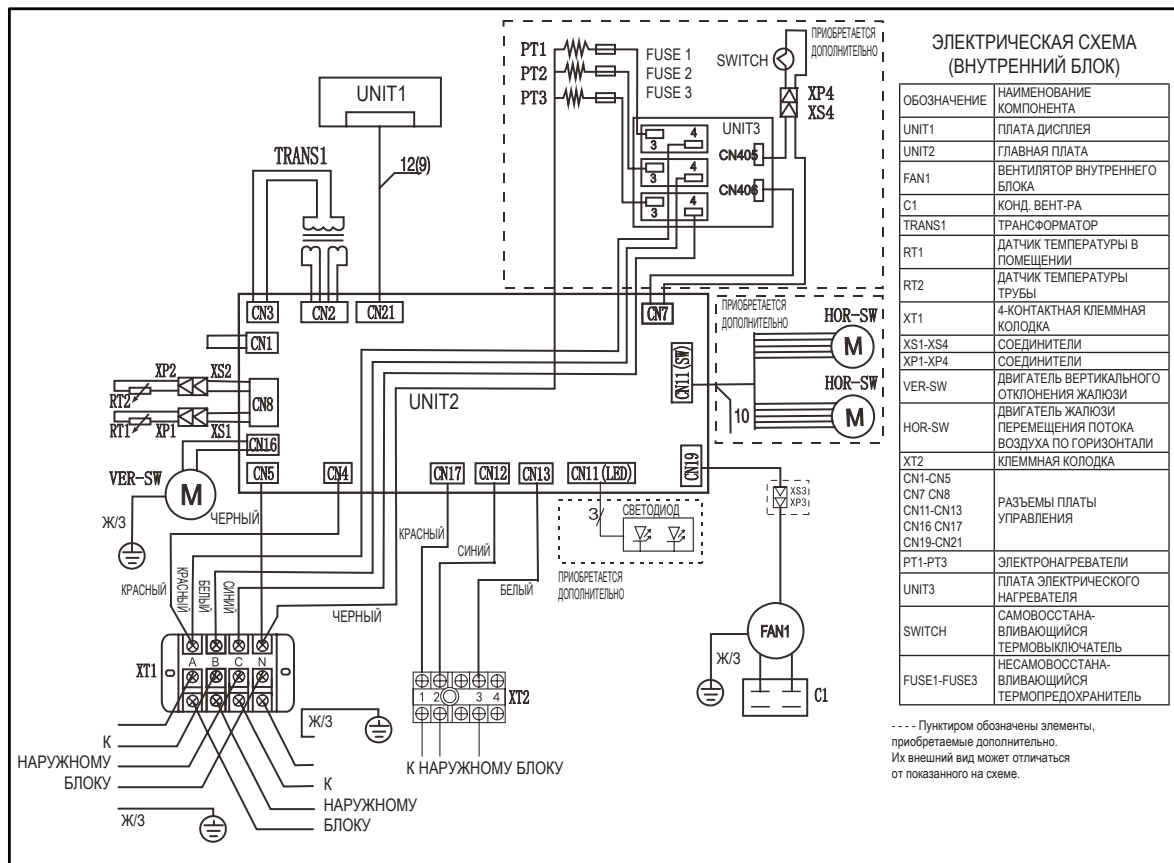 UNIT1
TRANS1
12(9)
PT1
PT2
PT3
FUSE 1
FUSE 2
FUSE 3
SWITCH
ПРИОБРЕТАЕТСЯ
ДОПОЛНИТЕЛЬНО
XP4
XS4
UNIT3
3
4
3
4
3
4
CN405
CN406
CN3
CN2
CN21
CN7
CN1
XP2
XS2
RT2
CN8
RT1
XP1
XS1
CN16
UNIT2
CN11(SW)
10
ПРИОБРЕТАЕТСЯ
ДОПОЛНИТЕЛЬНО
HOR-SW
M
HOR-SW
M
VER-SW
M
CN5
CN4
CN17
CN12
CN13
CN11(LED)
CN19
Ж/З
ЧЕРНЫЙ
КРАСНЫЙ
КРАСНЫЙ
БЕЛЫЙ
СИНИЙ
ЧЕРНЫЙ
КРАСНЫЙ
СИНИЙ
БЕЛЫЙ
3
СВЕТОДИОД
ПРИОБРЕТАЕТСЯ
ДОПОЛНИТЕЛЬНО
XS3
XP3
FAN1
Ж/З
C1
XT1
A B C N
1 2 3 4
XT2
Ж/З
К
НАРУЖНОМУ
БЛОКУ
К НАРУЖНОМУ БЛОКУ
К
НАРУЖНОМУ
БЛОКУ
Ж/З
ЭЛЕКТРИЧЕСКАЯ СХЕМА
(ВНУТРЕННИЙ БЛОК)
ОБОЗНАЧЕНИЕ НАИМЕНОВАНИЕ
КОМПОНЕНТА
UNIT1 ПЛАТА ДИСПЛЕЯ
UNIT2 ГЛАВНАЯ ПЛАТА
FAN1 ВЕНТИЛЯТОР ВНУТРЕННЕГО
БЛОКА
C1 КОНД. ВЕНТ-РА
TRANS1 ТРАНСФОРМАТОР
RT1 ДАТЧИК ТЕМПЕРАТУРЫ В
ПОМЕЩЕНИИ
RT2 ДАТЧИК ТЕМПЕРАТУРЫ
ТРУБЫ
XT1 4-КОНТАКТНАЯ КЛЕММНАЯ
КОЛОДКА
XS1-XS4 СОЕДИНИТЕЛИ
XP1-XP4 СОЕДИНИТЕЛИ
VER-SW ДВИГАТЕЛЬ ВЕРТИКАЛЬНОГО
ОТКЛОНЕНИЯ ЖАЛЮЗИ
HOR-SW ДВИГАТЕЛЬ ЖАЛЮЗИ
ПЕРЕМЕЩЕНИЯ ПОТОКА
ВОЗДУХА ПО ГОРИЗОНТАЛИ
XT2 КЛЕММНАЯ КОЛОДКА
CN1-CN5
CN7 CN8
CN11-CN13
CN16 CN17
CN19-CN21
РАЗЪЕМЫ ПЛАТЫ
УПРАВЛЕНИЯ
PT1-PT3 ЭЛЕКТРОНАГРЕВАТЕЛИ
UNIT3 ПЛАТА ЭЛЕКТРИЧЕСКОГО
НАГРЕВАТЕЛЯ
SWITCH САМОВОССТАНА-
ВЛИВАЮЩИЙСЯ
ТЕРМОВЫКЛЮЧАТЕЛЬ
FUSE1-FUSE3 НЕСАМОВОССТАНА-
ВЛИВАЮЩИЙСЯ
ТЕРМОПРЕДОХРАНИТЕЛЬ
- - - - Пунктиром обозначены элементы,
приобретаемые дополнительно.
Их внешний вид может отличаться
от показанного на схеме.